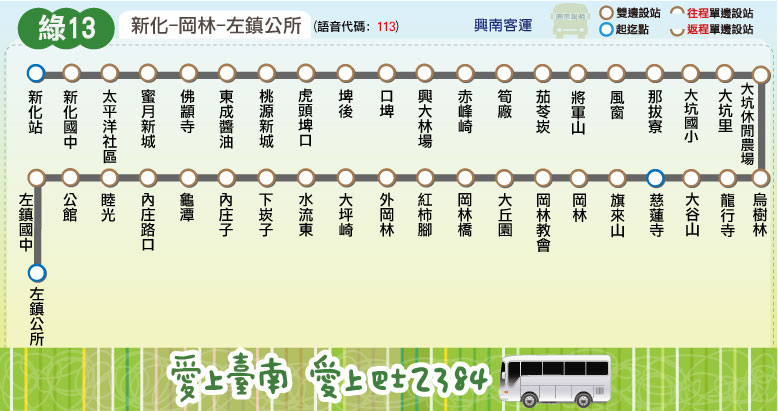 綠13
新化-岡林-左鎮公所
(語音代碼: 113)
興南客運
雙邊設站
往程單邊設站
起迄點
返程單邊設站
新化站
新化國中
太平洋社區
蜜月新城
佛顓寺
東成醬油
桃源新城
虎頭埤口
埤後
口埤
興大林場
赤峰崎
筍廠
茄苳崁
將軍山
風窗
那拔寮
大坑國小
大坑里
大坑休閒農場
左鎮國中
公館
睦光
內庄路口
龜潭
內庄子
下崁子
水流東
大坪崎
外岡林
紅柿腳
岡林橋
大丘園
岡林教會
岡林
旗來山
慈蓮寺
大谷山
龍行寺
烏樹林
左鎮公所
愛上臺南 愛上巴士2384